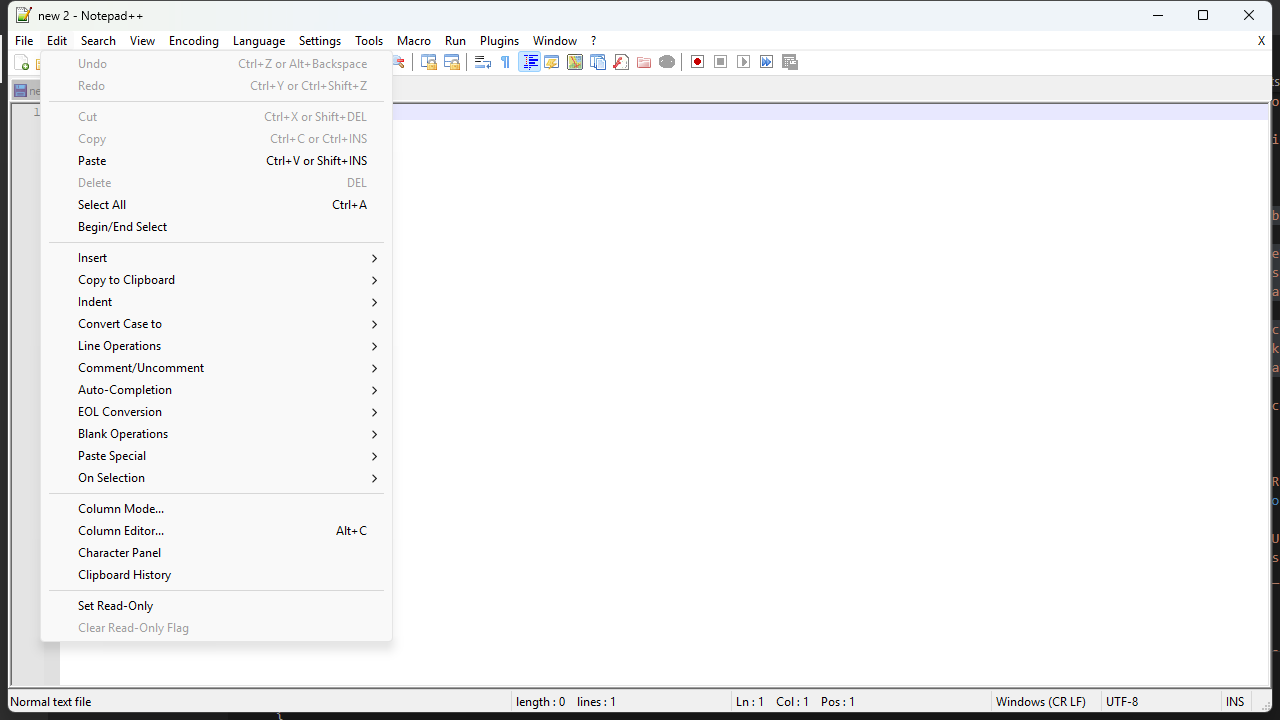 new 2 - Notepad++
File Edit Search View Encoding Language Settings Tools Macro Run Plugins Window ? X
Undo Ctrl+Z or Alt+Backspace
Redo Ctrl+Y or Ctrl+Shift+Z
ne
1
Cut Ctrl+X or Shift+DEL
Copy Ctrl+C or Ctrl+INS
Paste Ctrl+V or Shift+INS
Delete DEL
Select All Ctrl+A
Begin/End Select
Insert
Copy to Clipboard
Indent
Convert Case to
Line Operations
Comment/Uncomment
Auto-Completion
EOL Conversion
Blank Operations
Paste Special
On Selection
Column Mode...
Column Editor... Alt+C
Character Panel
Clipboard History
Set Read-Only
Clear Read-Only Flag
Normal text file length : 0 lines : 1 Ln : 1 Col : 1 Pos : 1 Windows (CR LF) UTF-8 INS